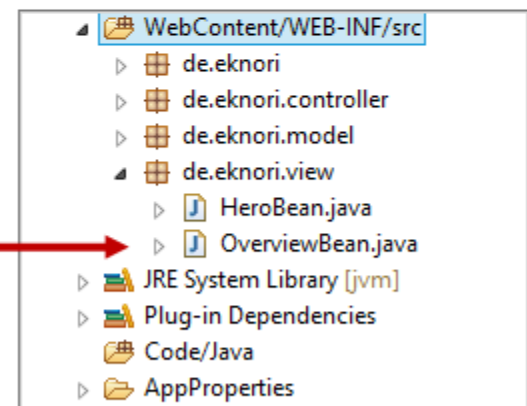 WebContent/WEB-INF/src
de.eknori
de.eknori.controller
de.eknori.model
de.eknori.view
HeroBean.java
OverviewBean.java
JRE System Library [jvm]
Plug-in Dependencies
Code/Java
AppProperties